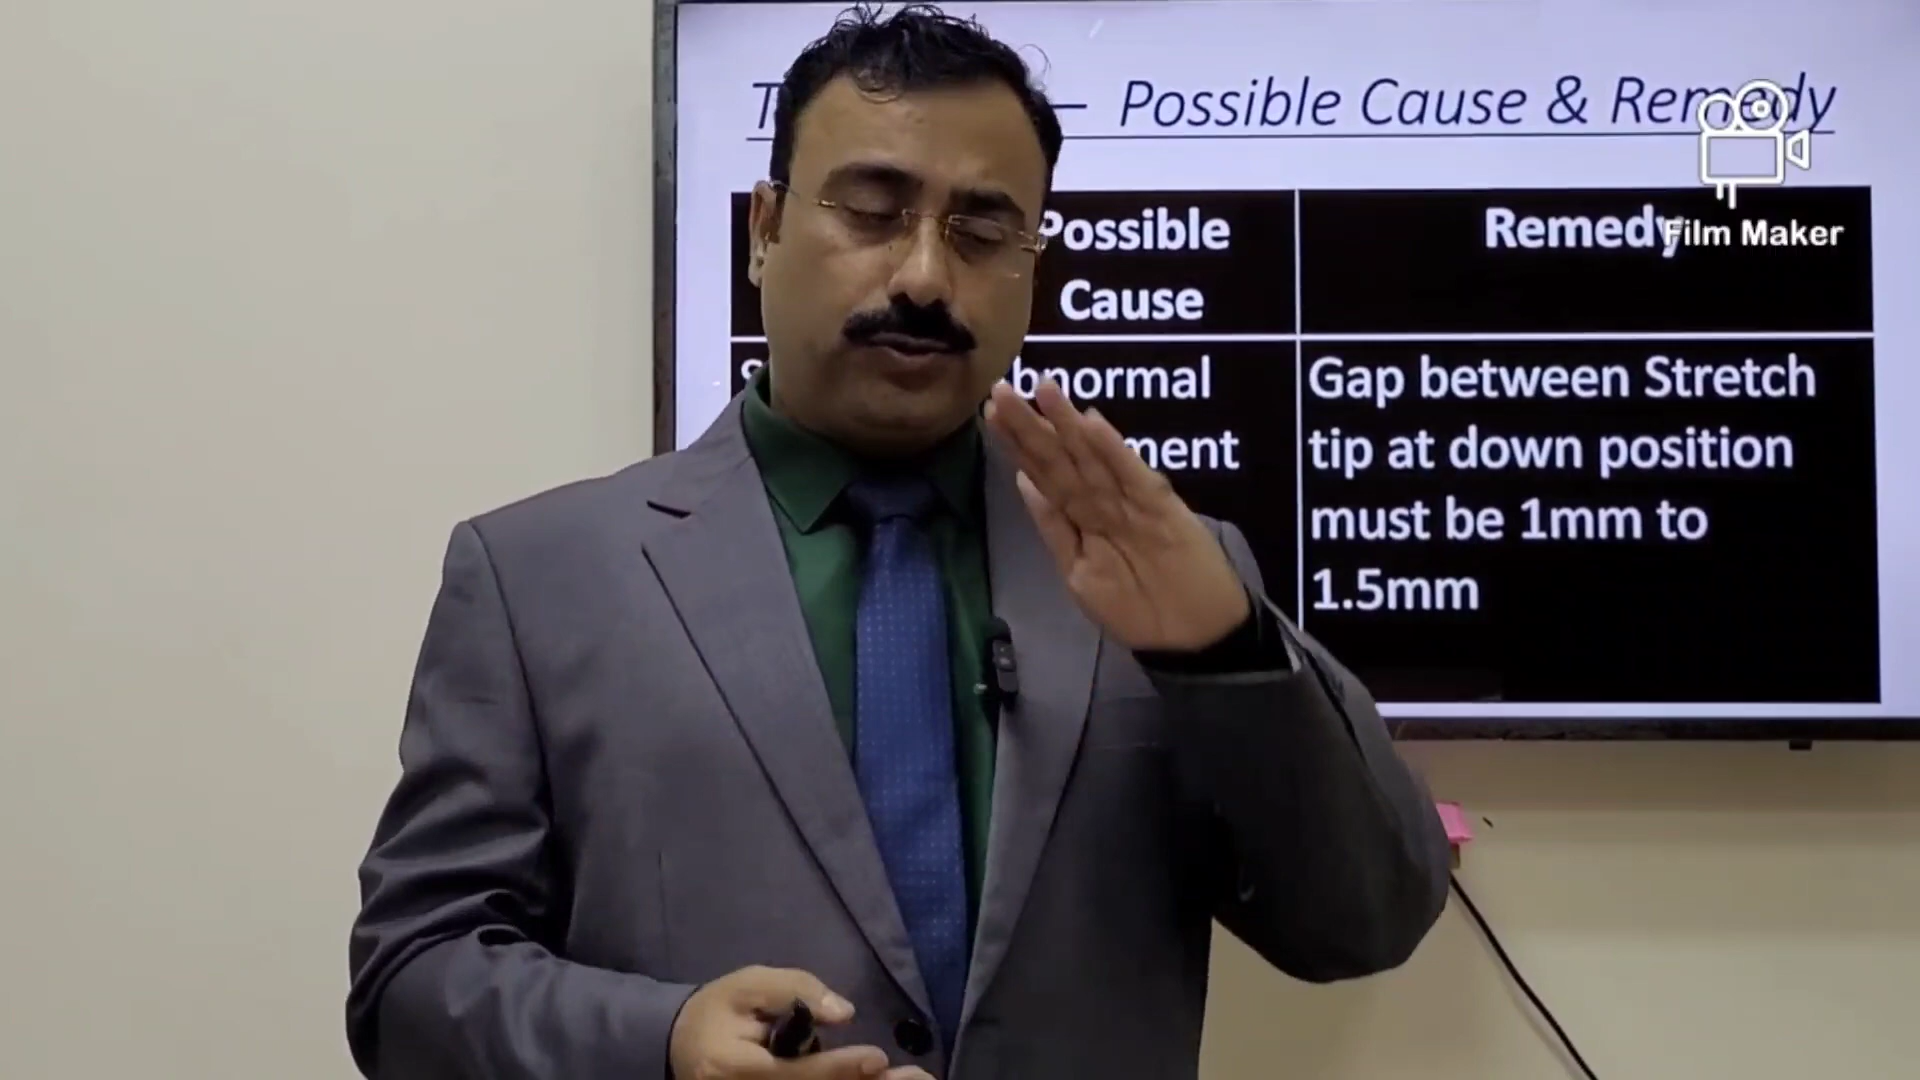 — Possible Cause & Remedy
Possible
Cause
Remedy
Film Maker
Gap between Stretch
tip at down position
must be 1mm to
1.5mm